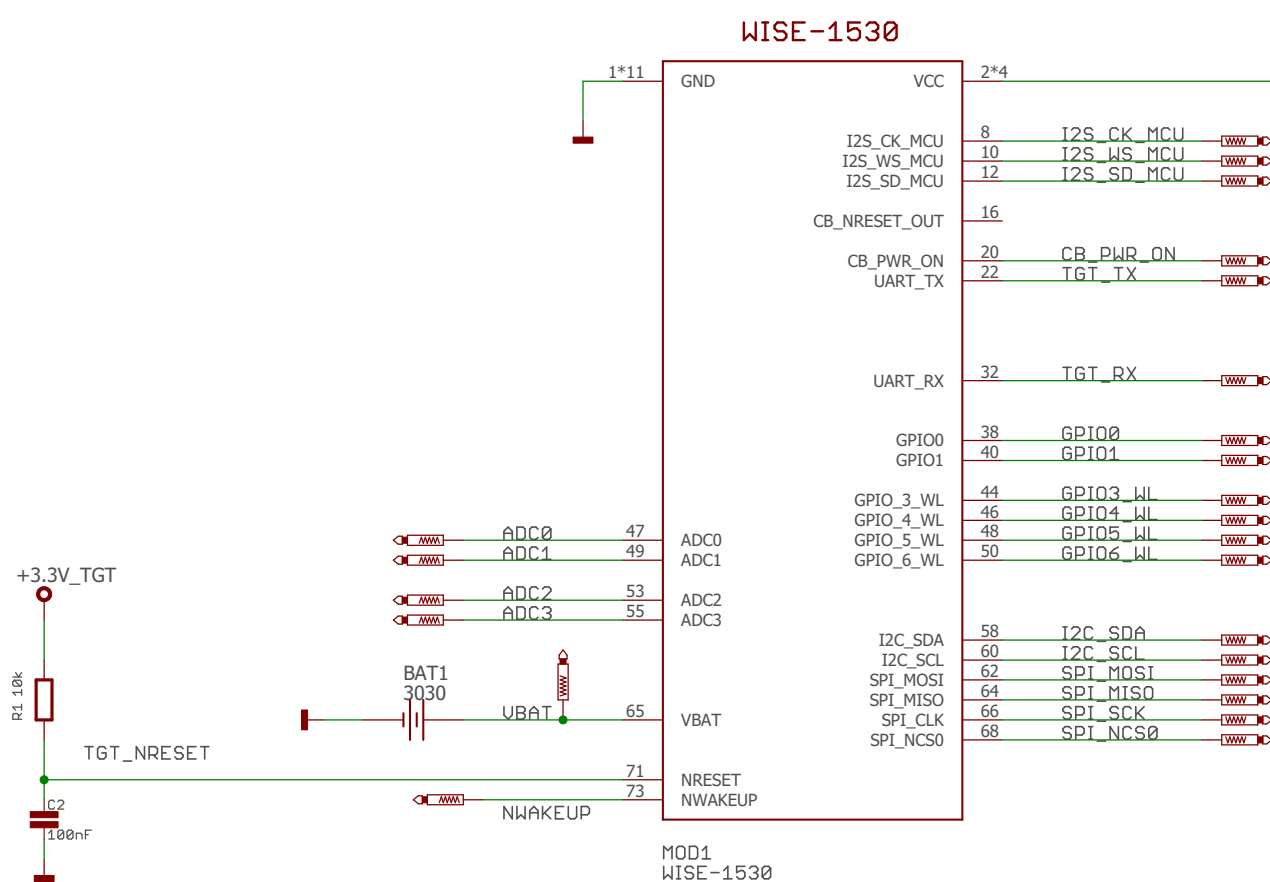 WISE-1530
1*11 GND VCC 2*4
I2S_CK_MCU 8 I2S_CK_MCU
I2S_WS_MCU 10 I2S_WS_MCU
I2S_SD_MCU 12 I2S_SD_MCU
CB_NRESET_OUT 16
CB_PWR_ON 20 CB_PWR_ON
UART_TX 22 TGT_TX
UART_RX 32 TGT_RX
GPIO0 38 GPIO0
GPIO1 40 GPIO1
GPIO_3_WL 44 GPIO3_WL
GPIO_4_WL 46 GPIO4_WL
GPIO_5_WL 48 GPIO5_WL
GPIO_6_WL 50 GPIO6_WL
ADC0 47 ADC0
ADC1 49 ADC1
+3.3V_TGT
ADC2 53 ADC2
ADC3 55 ADC3
I2C_SDA 58 I2C_SDA
I2C_SCL 60 I2C_SCL
SPI_MOSI 62 SPI_MOSI
SPI_MISO 64 SPI_MISO
SPI_CLK 66 SPI_SCK
SPI_NCS0 68 SPI_NCS0
BAT1
3030
R1 10k
VBAT 65 VBAT
TGT_NRESET
71 NRESET
73 NWAKEUP
NWAKEUP
C2
100nF
MOD1
WISE-1530